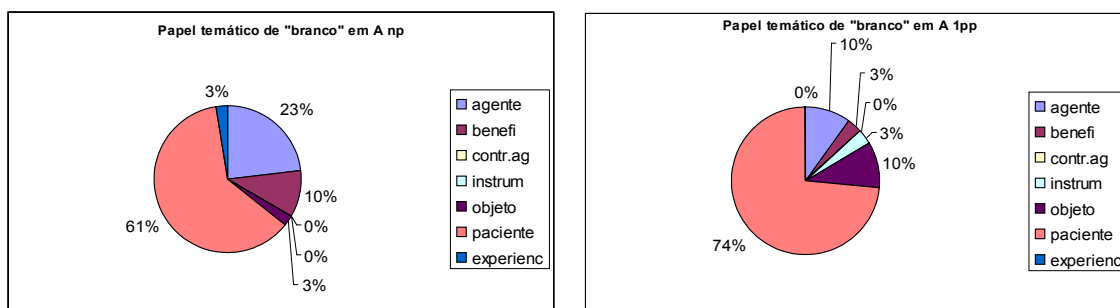 Papel temático de "branco" em A np
3%
23%
10%
0%
0%
3%
61%
agente
benefi
contr.ag
instrum
objeto
paciente
experienc
Papel temático de "branco" em A 1pp
0%
10%
3%
0%
3%
10%
74%
agente
benefi
contr.ag
instrum
objeto
paciente
experienc